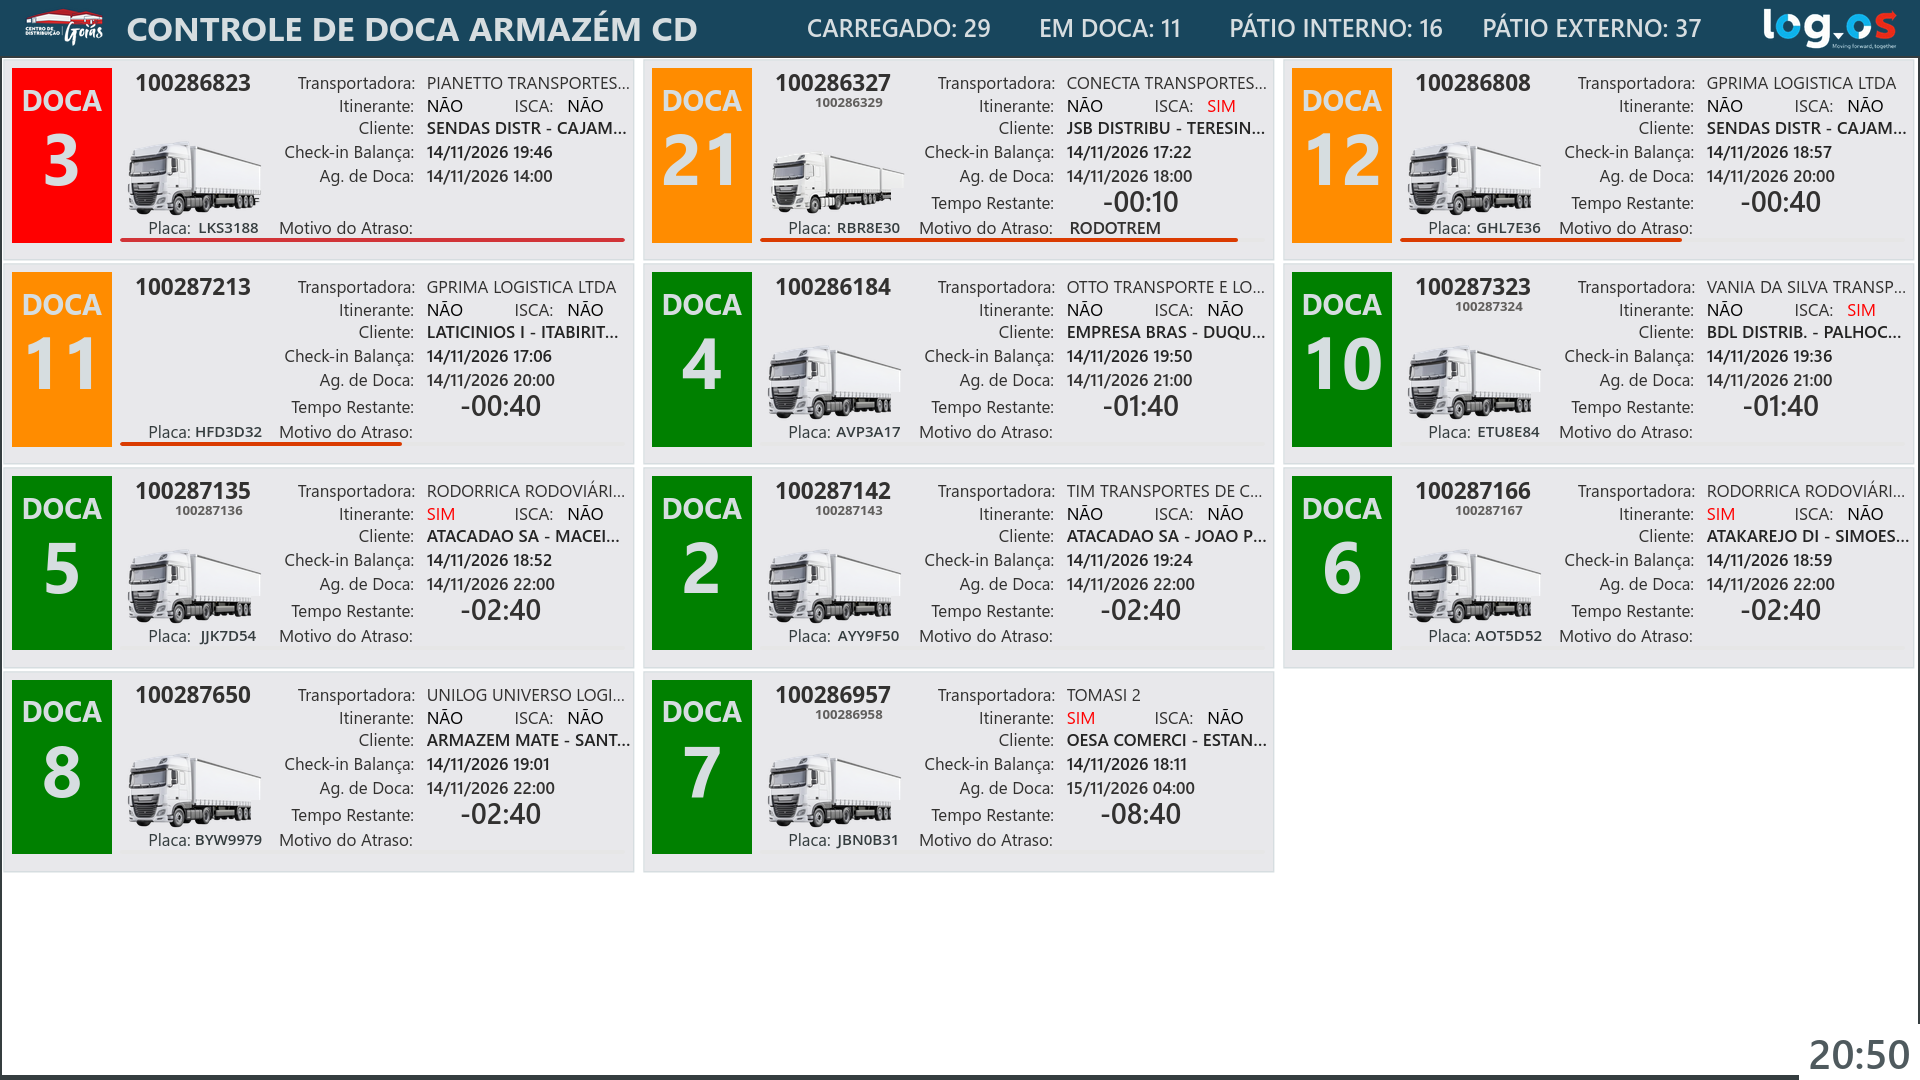 CENTRO DE DISTRIBUIÇÃO Goiás
CONTROLE DE DOCA ARMAZÉM CD
CARREGADO: 29 EM DOCA: 11 PÁTIO INTERNO: 16 PÁTIO EXTERNO: 37
log.os
Moving forward, together
DOCA
3
100286823
Transportadora: PIANETTO TRANSPORTES...
Itinerante: NÃO ISCA: NÃO
Cliente: SENDAS DISTR - CAJAM...
Check-in Balança: 14/11/2026 19:46
Ag. de Doca: 14/11/2026 14:00
Placa: LKS3188 Motivo do Atraso:
DOCA
21
100286327
100286329
Transportadora: CONECTA TRANSPORTES...
Itinerante: NÃO ISCA: SIM
Cliente: JSB DISTRIBU - TERESIN...
Check-in Balança: 14/11/2026 17:22
Ag. de Doca: 14/11/2026 18:00
Tempo Restante: -00:10
Placa: RBR8E30 Motivo do Atraso: RODOTREM
DOCA
12
100286808
Transportadora: GPRIMA LOGISTICA LTDA
Itinerante: NÃO ISCA: NÃO
Cliente: SENDAS DISTR - CAJAM...
Check-in Balança: 14/11/2026 18:57
Ag. de Doca: 14/11/2026 20:00
Tempo Restante: -00:40
Placa: GHL7E36 Motivo do Atraso:
DOCA
11
100287213
Transportadora: GPRIMA LOGISTICA LTDA
Itinerante: NÃO ISCA: NÃO
Cliente: LATICINIOS I - ITABIRIT...
Check-in Balança: 14/11/2026 17:06
Ag. de Doca: 14/11/2026 20:00
Tempo Restante: -00:40
Placa: HFD3D32 Motivo do Atraso:
DOCA
4
100286184
Transportadora: OTTO TRANSPORTE E LO...
Itinerante: NÃO ISCA: NÃO
Cliente: EMPRESA BRAS - DUQU...
Check-in Balança: 14/11/2026 19:50
Ag. de Doca: 14/11/2026 21:00
Tempo Restante: -01:40
Placa: AVP3A17 Motivo do Atraso:
DOCA
10
100287323
100287324
Transportadora: VANIA DA SILVA TRANSP...
Itinerante: NÃO ISCA: SIM
Cliente: BDL DISTRIB. - PALHOC...
Check-in Balança: 14/11/2026 19:36
Ag. de Doca: 14/11/2026 21:00
Tempo Restante: -01:40
Placa: ETU8E84 Motivo do Atraso:
DOCA
5
100287135
100287136
Transportadora: RODORRICA RODOVIÁRI...
Itinerante: SIM ISCA: NÃO
Cliente: ATACADAO SA - MACEI...
Check-in Balança: 14/11/2026 18:52
Ag. de Doca: 14/11/2026 22:00
Tempo Restante: -02:40
Placa: JJK7D54 Motivo do Atraso:
DOCA
2
100287142
100287143
Transportadora: TIM TRANSPORTES DE C...
Itinerante: NÃO ISCA: NÃO
Cliente: ATACADAO SA - JOAO P...
Check-in Balança: 14/11/2026 19:24
Ag. de Doca: 14/11/2026 22:00
Tempo Restante: -02:40
Placa: AYY9F50 Motivo do Atraso:
DOCA
6
100287166
100287167
Transportadora: RODORRICA RODOVIÁRI...
Itinerante: SIM ISCA: NÃO
Cliente: ATAKAREJO DI - SIMOES...
Check-in Balança: 14/11/2026 18:59
Ag. de Doca: 14/11/2026 22:00
Tempo Restante: -02:40
Placa: AOT5D52 Motivo do Atraso:
DOCA
8
100287650
Transportadora: UNILOG UNIVERSO LOGI...
Itinerante: NÃO ISCA: NÃO
Cliente: ARMAZEM MATE - SANT...
Check-in Balança: 14/11/2026 19:01
Ag. de Doca: 14/11/2026 22:00
Tempo Restante: -02:40
Placa: BYW9979 Motivo do Atraso:
DOCA
7
100286957
100286958
Transportadora: TOMASI 2
Itinerante: SIM ISCA: NÃO
Cliente: OESA COMERCI - ESTAN...
Check-in Balança: 14/11/2026 18:11
Ag. de Doca: 15/11/2026 04:00
Tempo Restante: -08:40
Placa: JBN0B31 Motivo do Atraso:
20:50